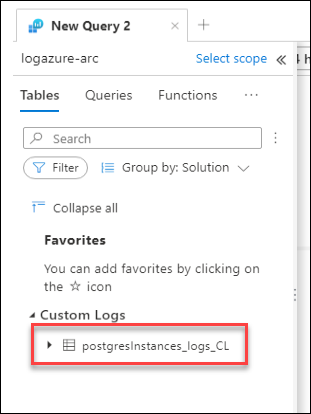 New Query 2
logazure-arc
Select scope
Tables
Queries
Functions
Search
Filter
Group by: Solution
Collapse all
Favorites
You can add favorites by clicking on
the ☆ icon
Custom Logs
postgresInstances_logs_CL